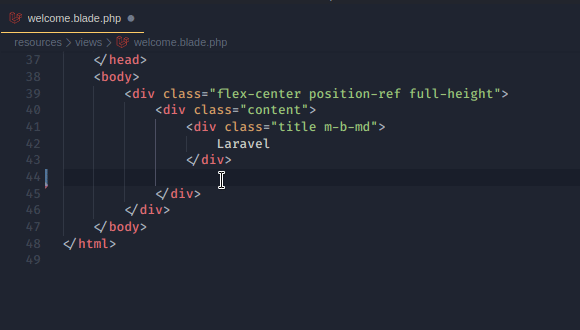 welcome.blade.php
resources > views > welcome.blade.php
37 </head>
38 <body>
39 <div class="flex-center position-ref full-height">
40 <div class="content">
41 <div class="title m-b-md">
42 Laravel
43 </div>
44
45 </div>
46 </div>
47 </body>
48 </html>
49